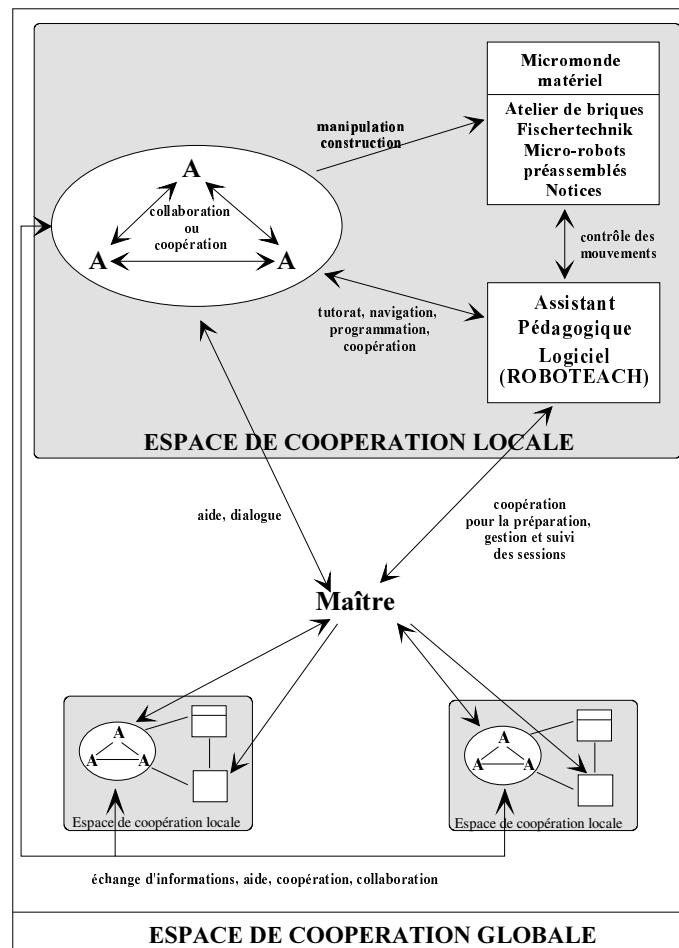 Micromonde
matériel
Atelier de briques
Fischertechnik
Micro-robots
préassemblés
Notices
manipulation
construction
A
collaboration
ou
coopération
A
A
contrôle des
mouvements
tutorat, navigation,
programmation,
coopération
Assistant
Pédagogique
Logiciel
(ROBOTEACH)
ESPACE DE COOPERATION LOCALE
aide, dialogue
coopération
pour la préparation,
gestion et suivi
des sessions
Maître
A
A
A
Espace de coopération locale
A
A
A
Espace de coopération locale
échange d'informations, aide, coopération, collaboration
ESPACE DE COOPERATION GLOBALE